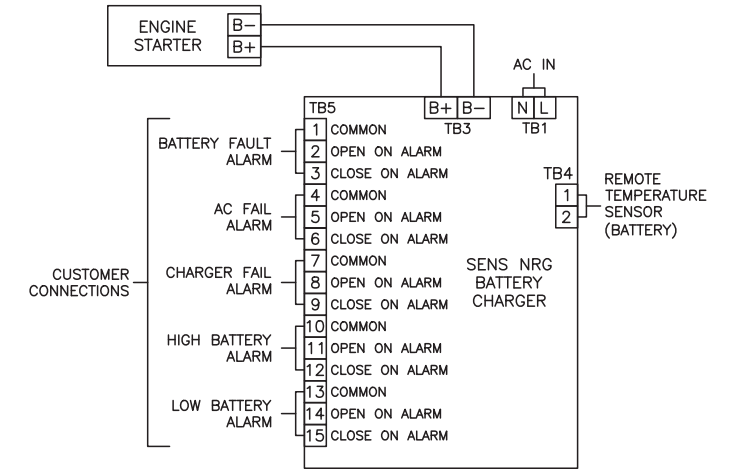 ENGINE
STARTER
B−
B+
AC IN
TB5
B+ B−
N L
TB3
TB1
BATTERY FAULT
ALARM
1 COMMON
2 OPEN ON ALARM
3 CLOSE ON ALARM
AC FAIL
ALARM
4 COMMON
5 OPEN ON ALARM
6 CLOSE ON ALARM
CHARGER FAIL
ALARM
7 COMMON
8 OPEN ON ALARM
9 CLOSE ON ALARM
HIGH BATTERY
ALARM
10 COMMON
11 OPEN ON ALARM
12 CLOSE ON ALARM
LOW BATTERY
ALARM
13 COMMON
14 OPEN ON ALARM
15 CLOSE ON ALARM
CUSTOMER
CONNECTIONS
SENS NRG
BATTERY
CHARGER
TB4
1
2
REMOTE
TEMPERATURE
SENSOR
(BATTERY)